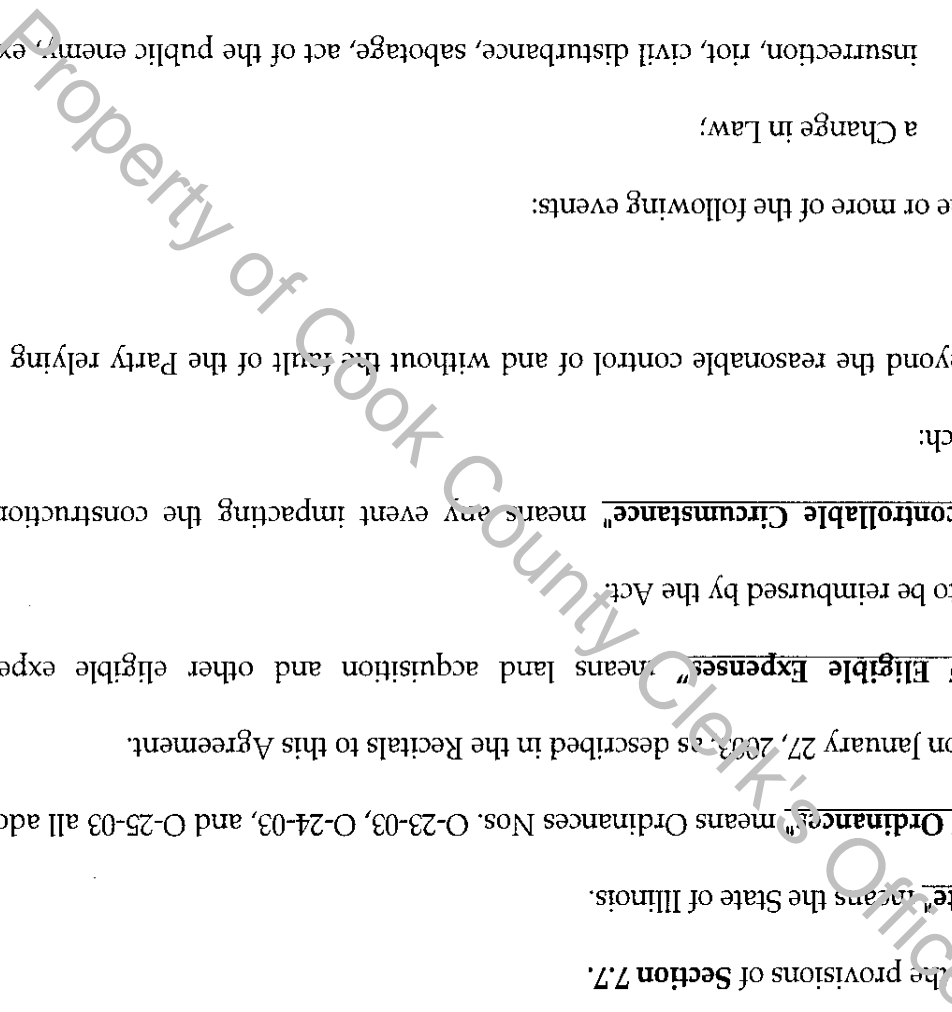 the provisions of Section 7.7.
te" means the State of Illinois.
Ordinances" means Ordinances Nos. O-23-03, O-24-03, and O-25-03 all ado
on January 27, 2003, as described in the Recitals to this Agreement.
Eligible Expenses" means land acquisition and other eligible expe
to be reimbursed by the Act.
controllable Circumstance" means any event impacting the construction
ch:
eyond the reasonable control of and without the fault of the Party relying
e or more of the following events:
a Change in Law;
insurrection, riot, civil disturbance, sabotage, act of the public enemy, ex
Property of Cook County Clerk's Office